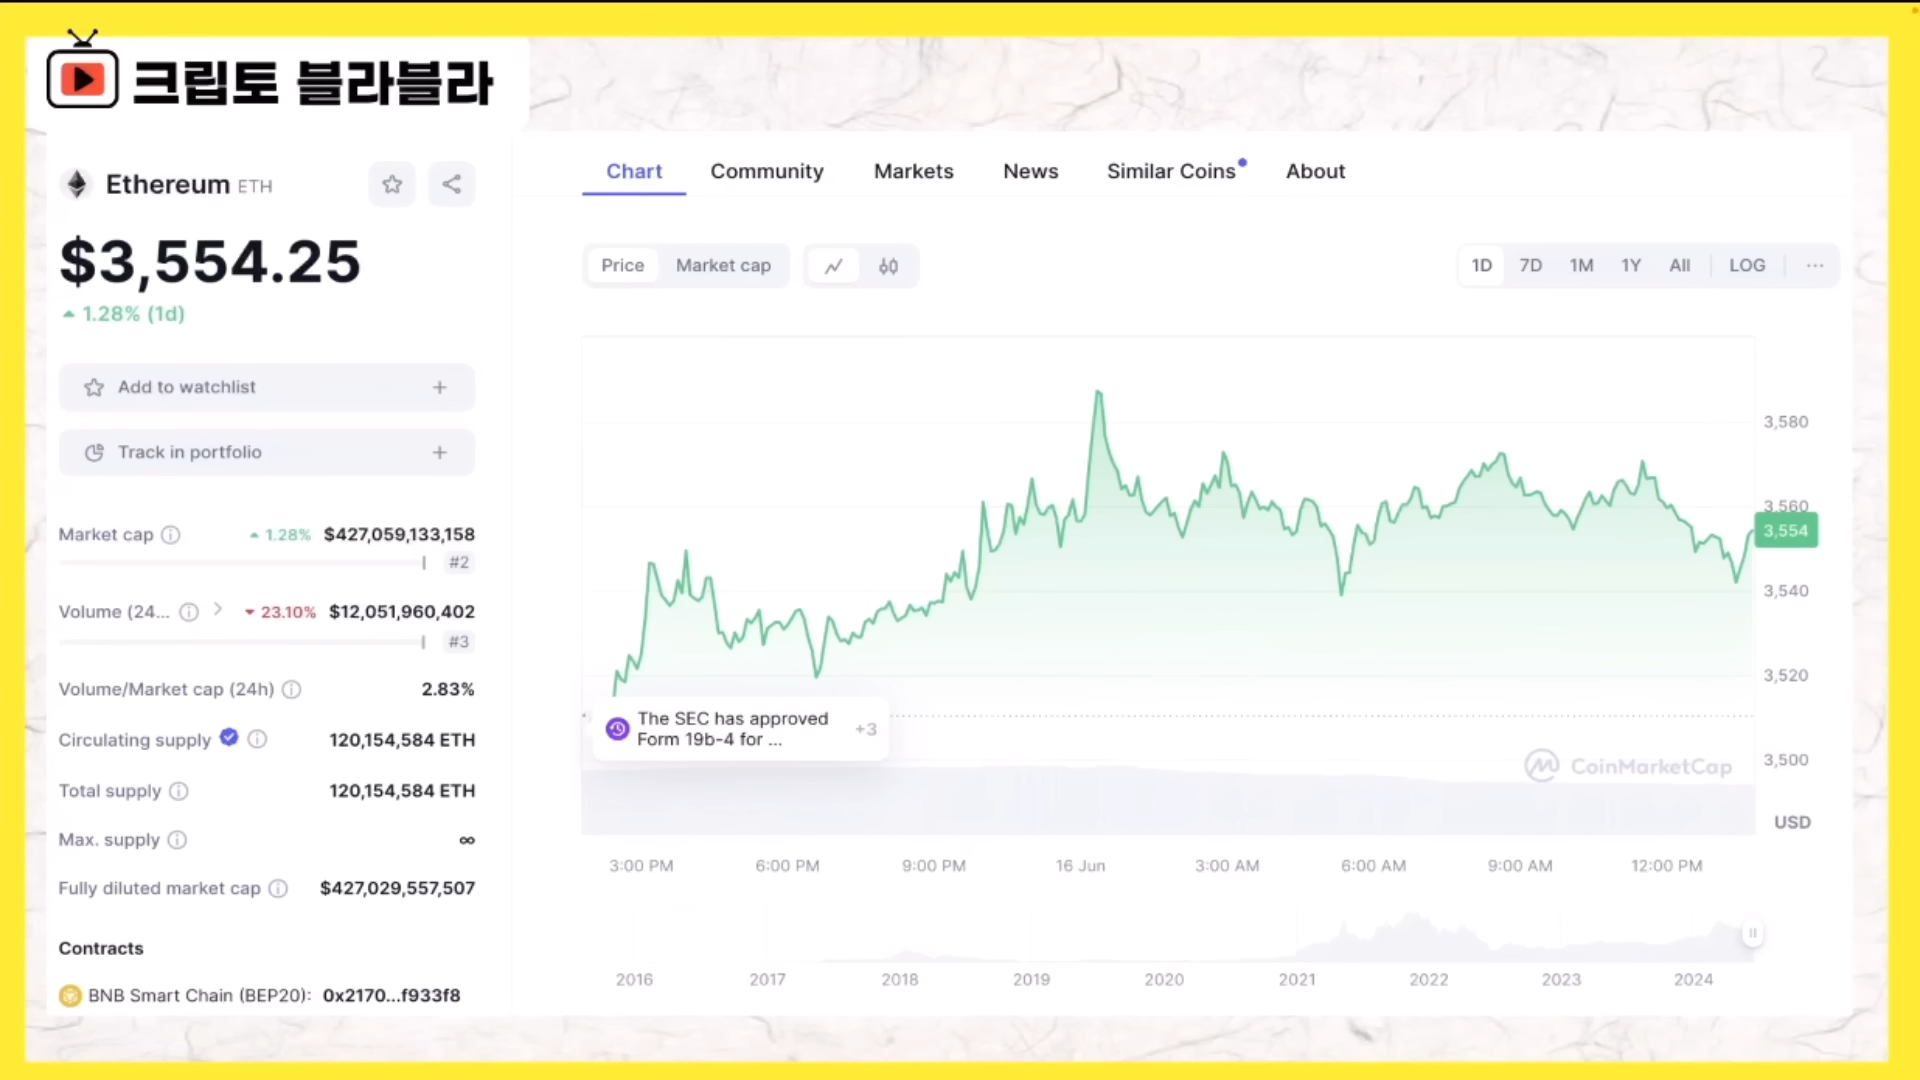 크립토 블라블라
Ethereum ETH
$3,554.25
1.28% (1d)
Add to watchlist
Track in portfolio
Market cap 1.28% $427,059,133,158
#2
Volume (24... 23.10% $12,051,960,402
#3
Volume/Market cap (24h) 2.83%
Circulating supply 120,154,584 ETH
Total supply 120,154,584 ETH
Max. supply ∞
Fully diluted market cap $427,029,557,507
Contracts
BNB Smart Chain (BEP20): 0x2170...f933f8
Chart Community Markets News Similar Coins About
Price Market cap
1D 7D 1M 1Y All LOG ...
3,580
3,560
3,554
3,540
3,520
3,500
USD
The SEC has approved
Form 19b-4 for ...
+3
CoinMarketCap
3:00 PM 6:00 PM 9:00 PM 16 Jun 3:00 AM 6:00 AM 9:00 AM 12:00 PM
2016 2017 2018 2019 2020 2021 2022 2023 2024